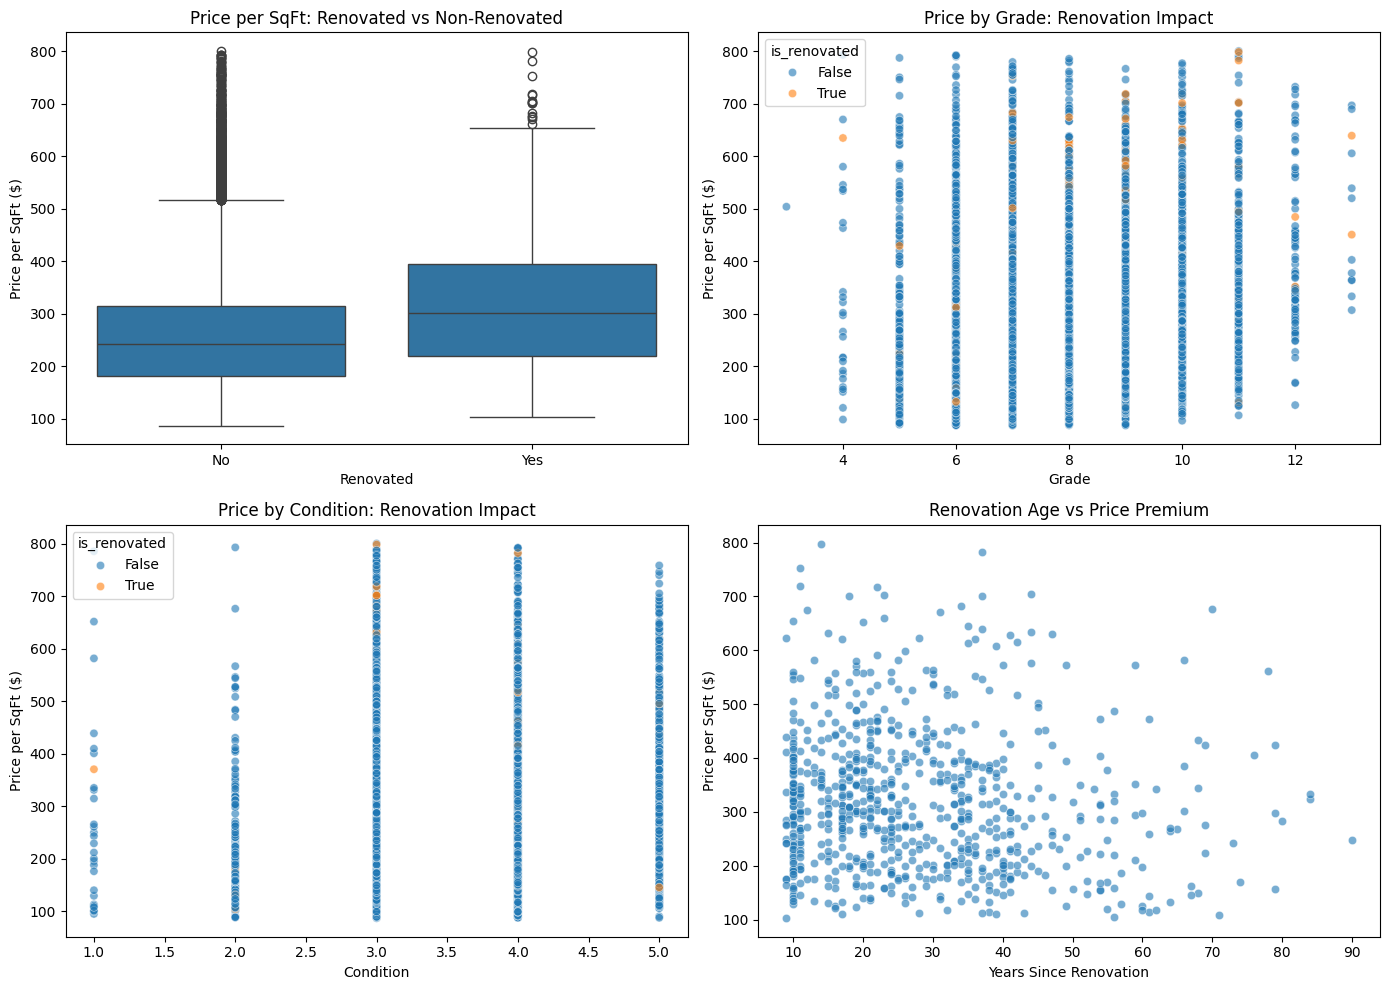 Price per SqFt: Renovated vs Non-Renovated
Price per SqFt ($)
800
700
600
500
400
300
200
100
No
Yes
Renovated
Price by Grade: Renovation Impact
is_renovated
False
True
Price per SqFt ($)
800
700
600
500
400
300
200
100
4
6
8
10
12
Grade
Price by Condition: Renovation Impact
is_renovated
False
True
Price per SqFt ($)
800
700
600
500
400
300
200
100
1.0
1.5
2.0
2.5
3.0
3.5
4.0
4.5
5.0
Condition
Renovation Age vs Price Premium
Price per SqFt ($)
800
700
600
500
400
300
200
100
10
20
30
40
50
60
70
80
90
Years Since Renovation